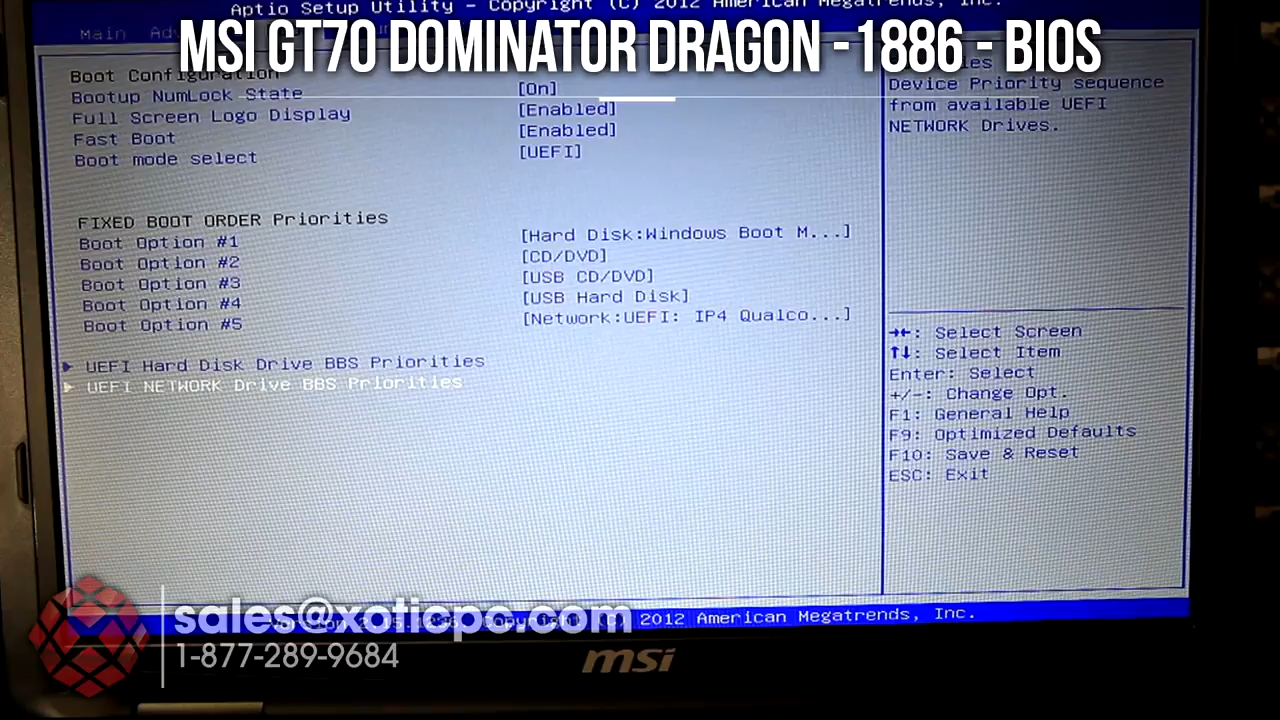 Aptio Setup Utility - Copyright (C) 2012 American Megatrends, Inc.
Main
MSI GT70 DOMINATOR DRAGON -1886 - BIOS
Boot Configuration
Bootup NumLock State [On]
Full Screen Logo Display [Enabled]
Fast Boot [Enabled]
Boot mode select [UEFI]
FIXED BOOT ORDER Priorities
Boot Option #1 [Hard Disk:Windows Boot M...]
Boot Option #2 [CD/DVD]
Boot Option #3 [USB CD/DVD]
Boot Option #4 [USB Hard Disk]
Boot Option #5 [Network:UEFI: IP4 Qualco...]
UEFI Hard Disk Drive BBS Priorities
UEFI NETWORK Drive BBS Priorities
Device Priority sequence
from available UEFI
NETWORK Drives.
→←: Select Screen
↑↓: Select Item
Enter: Select
+/-: Change Opt.
F1: General Help
F9: Optimized Defaults
F10: Save & Reset
ESC: Exit
Copyright (C) 2012 American Megatrends, Inc.
sales@xoticpc.com
1-877-289-9684
msi